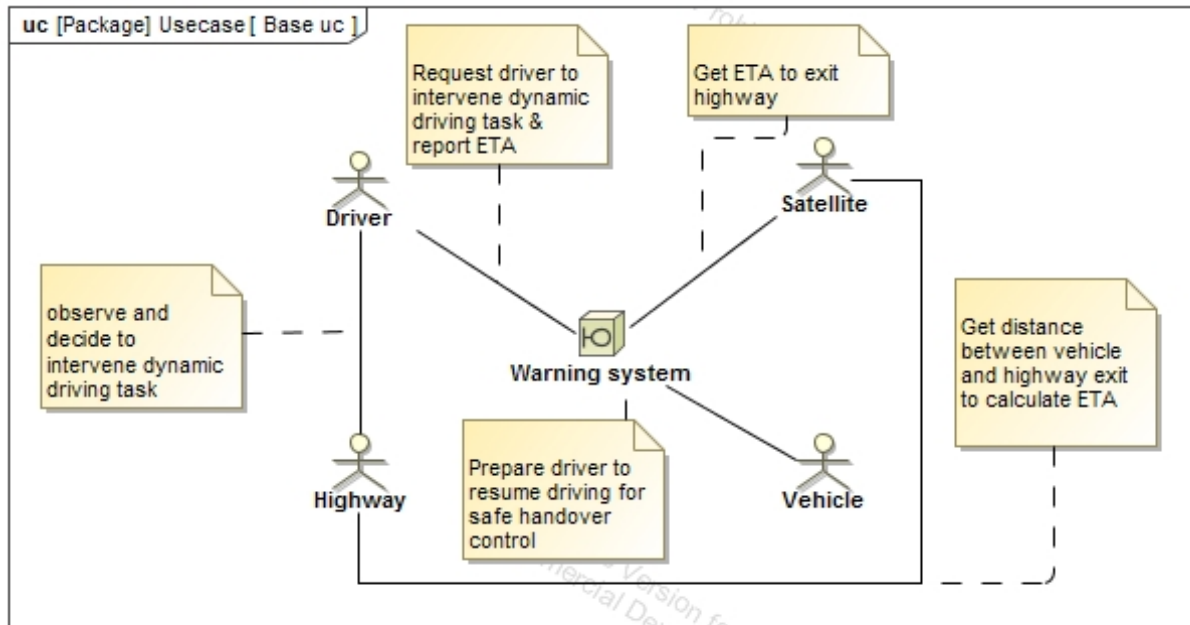 uc [Package] Usecase [ Base uc ]
Request driver to
intervene dynamic
driving task &
report ETA
Get ETA to exit
highway
Driver
Satellite
observe and
decide to
intervene dynamic
driving task
Warning system
Get distance
between vehicle
and highway exit
to calculate ETA
Highway
Prepare driver to
resume driving for
safe handover
control
Vehicle
Version for